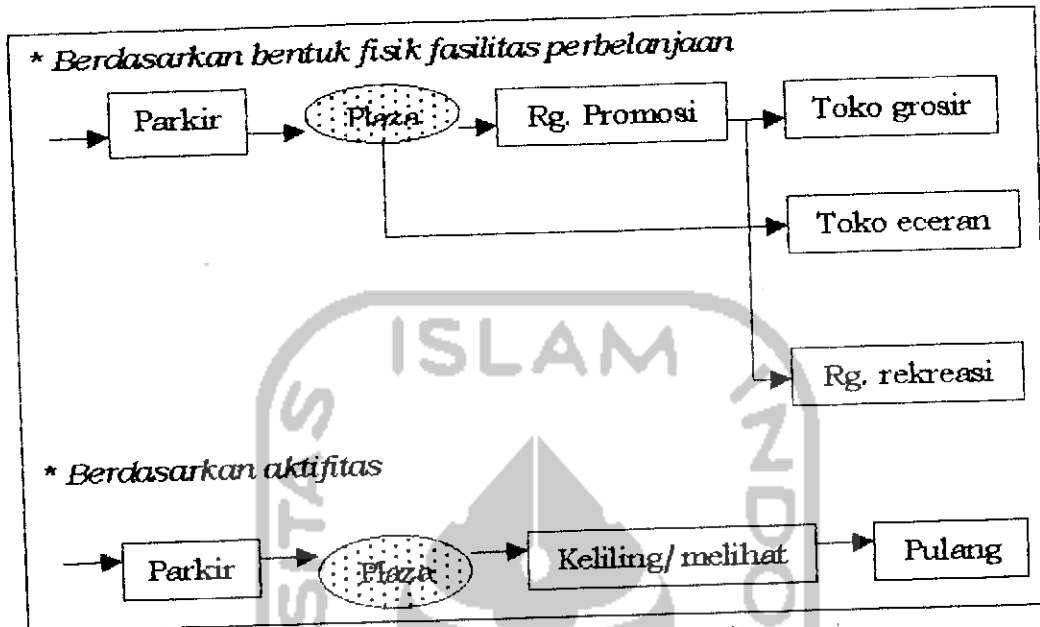 * Berdasarkan bentuk fisik fasilitas perbelanjaan
Parkir Plaza Rg. Promosi Toko grosir
Toko eceran
ISLAM
Rg. rekreasi
* Berdasarkan aktifitas
Parkir Plaza Keliling/ melihat Pulang